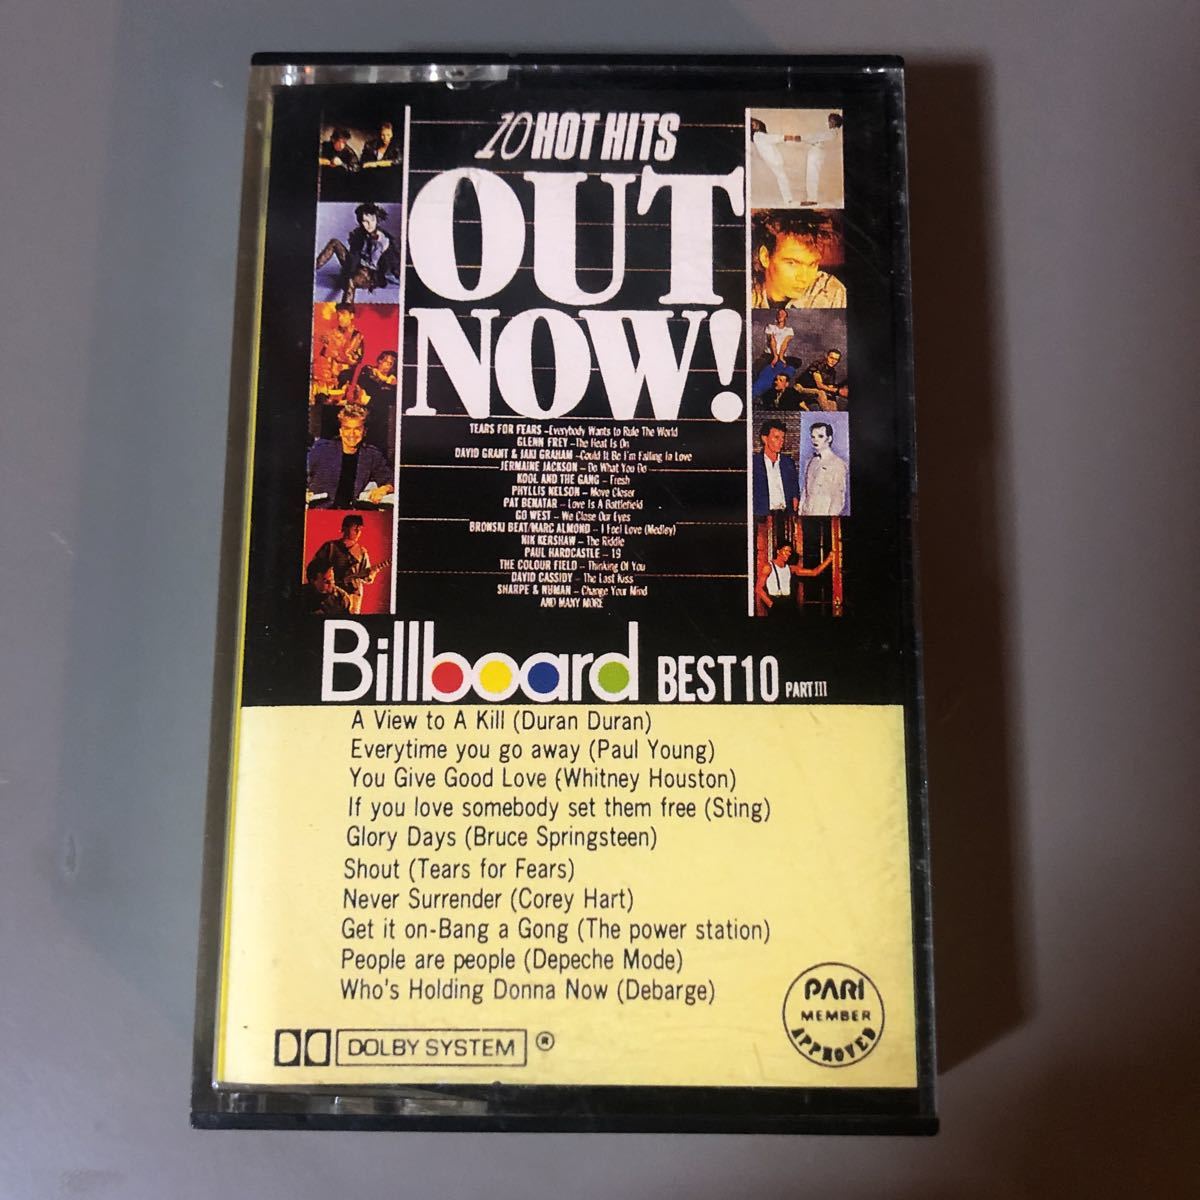 10 HOT HITS
OUT
NOW!
TEARS FOR FEARS -Everybody Wants to Rule The World
GLENN FREY -The Heat Is On
DAVID GRANT & JAKI GRAHAM -Could It Be I'm Falling In Love
JERMAINE JACKSON - Do What You Do
KOOL AND THE GANG - Fresh
PHYLLIS NELSON - Move Closer
PAT BENATAR - Love Is A Battlefield
GO WEST - We Close Our Eyes
BRONSKI BEAT/MARC ALMOND - I Feel Love (Medley)
NIK KERSHAW - The Riddle
PAUL HARDCASTLE - 19
THE COLOUR FIELD - Thinking Of You
DAVID CASSIDY - The Last Kiss
SHARPE & NUMAN - Change Your Mind
AND MANY MORE
Billboard BEST10 PART III
A View to A Kill (Duran Duran)
Everytime you go away (Paul Young)
You Give Good Love (Whitney Houston)
If you love somebody set them free (Sting)
Glory Days (Bruce Springsteen)
Shout (Tears for Fears)
Never Surrender (Corey Hart)
Get it on-Bang a Gong (The power station)
People are people (Depeche Mode)
Who's Holding Donna Now (Debarge)
DOLBY SYSTEM ®
PARI
MEMBER
APPROVED